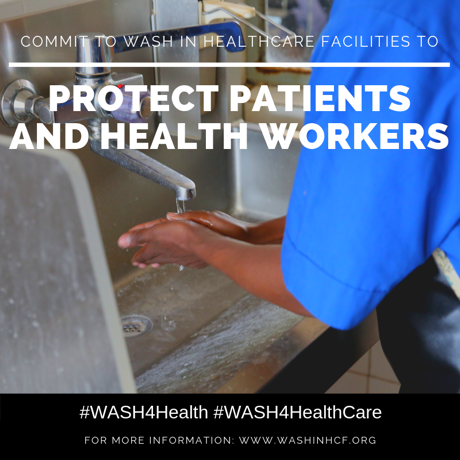 COMMIT TO WASH IN HEALTHCARE FACILITIES TO
PROTECT PATIENTS
AND HEALTH WORKERS
#WASH4Health #WASH4HealthCare
FOR MORE INFORMATION: WWW.WASHINHCF.ORG